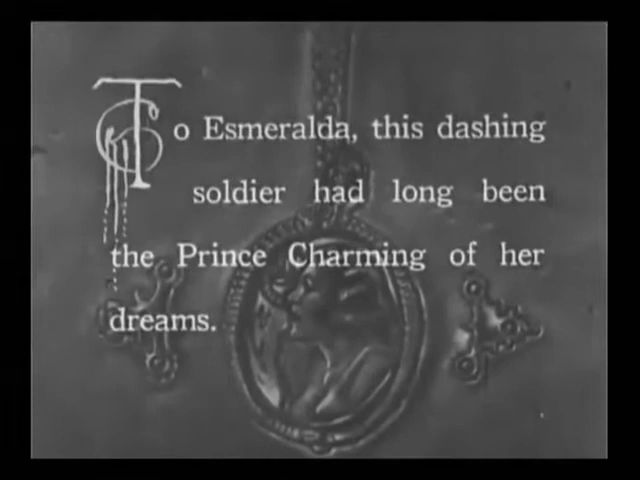 To Esmeralda, this dashing
soldier had long been
the Prince Charming of her
dreams.